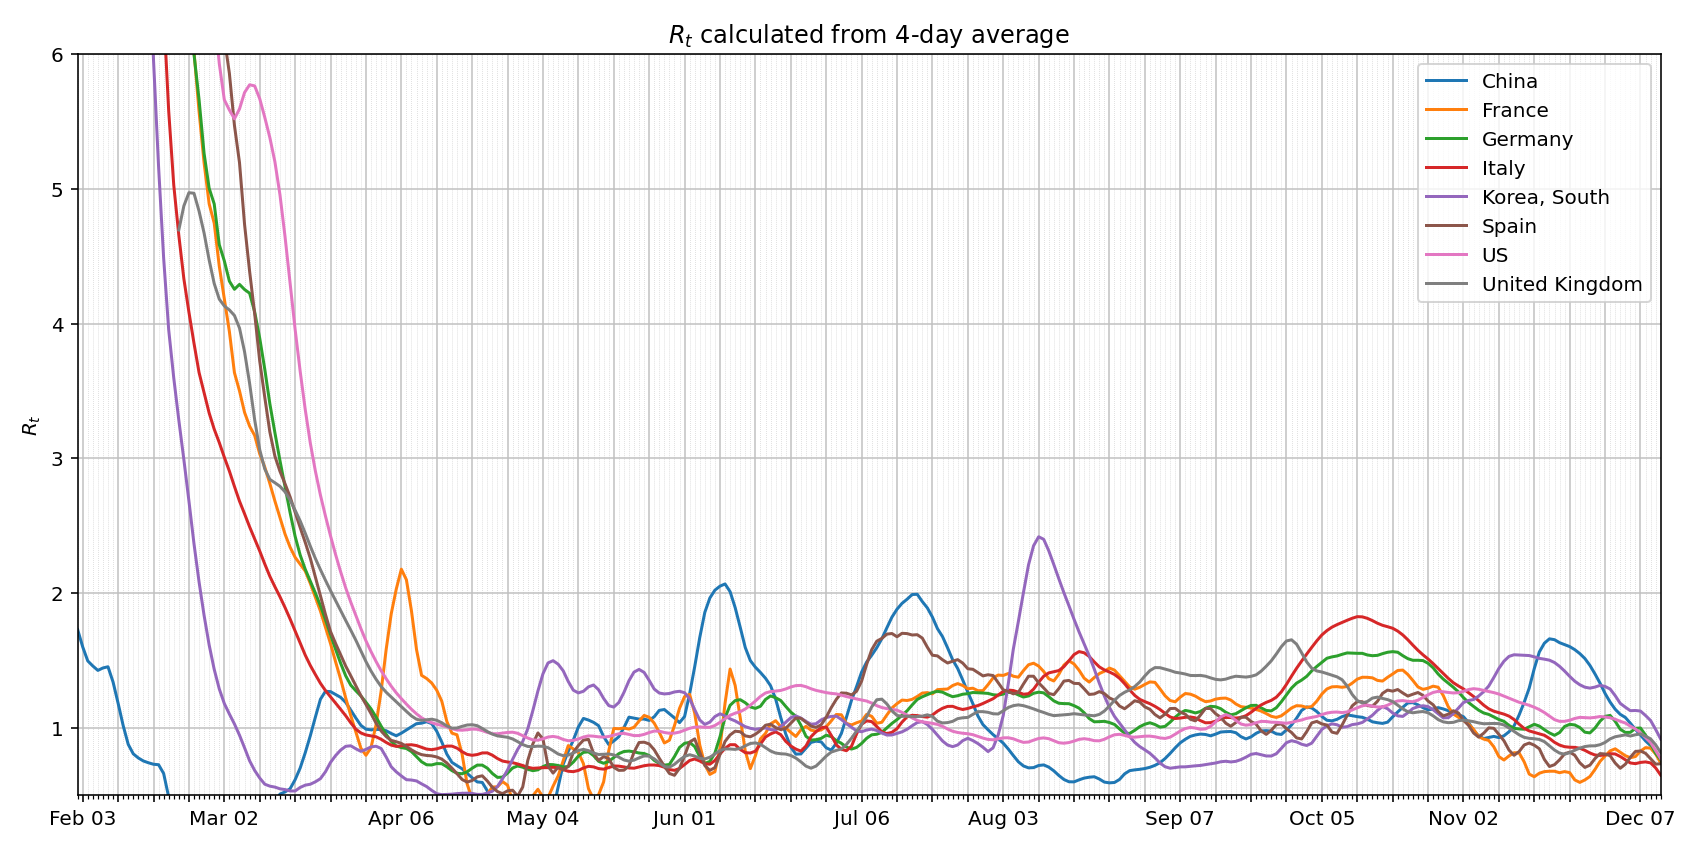 R_t calculated from 4-day average
6
5
4
3
2
1
R_t
China
France
Germany
Italy
Korea, South
Spain
US
United Kingdom
Feb 03 Mar 02 Apr 06 May 04 Jun 01 Jul 06 Aug 03 Sep 07 Oct 05 Nov 02 Dec 07